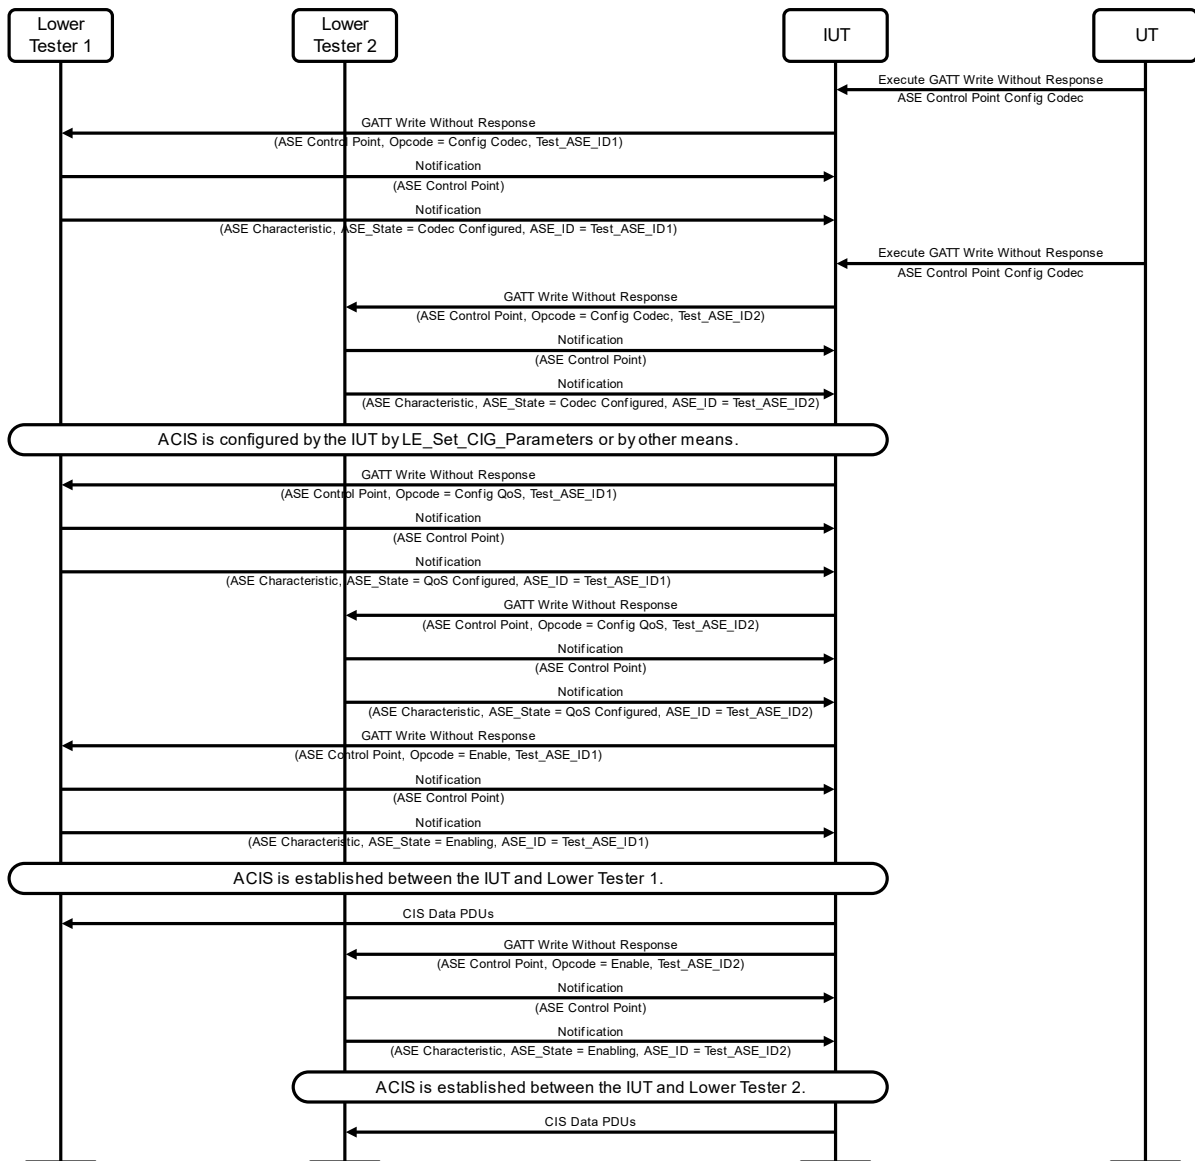 Lower
Tester 1
Lower
Tester 2
IUT
UT
Execute GATT Write Without Response
ASE Control Point Config Codec
GATT Write Without Response
(ASE Control Point, Opcode = Config Codec, Test_ASE_ID1)
Notification
(ASE Control Point)
Notification
(ASE Characteristic, ASE_State = Codec Configured, ASE_ID = Test_ASE_ID1)
Execute GATT Write Without Response
ASE Control Point Config Codec
GATT Write Without Response
(ASE Control Point, Opcode = Config Codec, Test_ASE_ID2)
Notification
(ASE Control Point)
Notification
(ASE Characteristic, ASE_State = Codec Configured, ASE_ID = Test_ASE_ID2)
A CIS is configured by the IUT by LE_Set_CIG_Parameters or by other means.
GATT Write Without Response
(ASE Control Point, Opcode = Config QoS, Test_ASE_ID1)
Notification
(ASE Control Point)
Notification
(ASE Characteristic, ASE_State = QoS Configured, ASE_ID = Test_ASE_ID1)
GATT Write Without Response
(ASE Control Point, Opcode = Config QoS, Test_ASE_ID2)
Notification
(ASE Control Point)
Notification
(ASE Characteristic, ASE_State = QoS Configured, ASE_ID = Test_ASE_ID2)
GATT Write Without Response
(ASE Control Point, Opcode = Enable, Test_ASE_ID1)
Notification
(ASE Control Point)
Notification
(ASE Characteristic, ASE_State = Enabling, ASE_ID = Test_ASE_ID1)
A CIS is established between the IUT and Lower Tester 1.
CIS Data PDUs
GATT Write Without Response
(ASE Control Point, Opcode = Enable, Test_ASE_ID2)
Notification
(ASE Control Point)
Notification
(ASE Characteristic, ASE_State = Enabling, ASE_ID = Test_ASE_ID2)
A CIS is established between the IUT and Lower Tester 2.
CIS Data PDUs